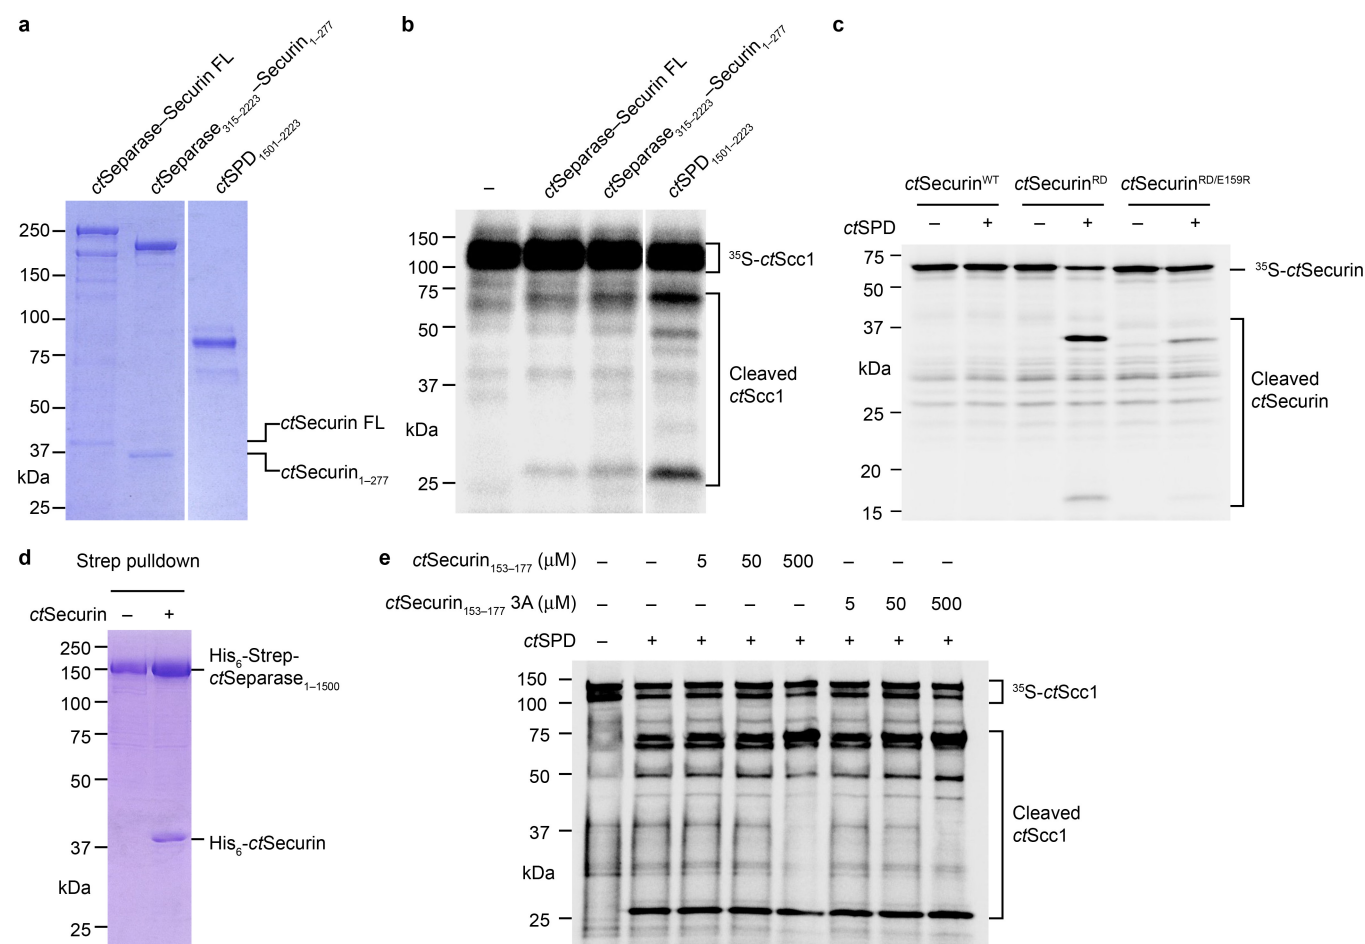 a
ctSeparase–Securin FL
ctSeparase315–2223–Securin1–277
ctSPD1501–2223
250
150
100
75
50
37
kDa
25
ctSecurin FL
ctSecurin1–277
b
–
ctSeparase–Securin FL
ctSeparase315–2223–Securin1–277
ctSPD1501–2223
150
100
75
50
37
kDa
25
35S-ctScc1
Cleaved
ctScc1
c
ctSecurinWT ctSecurinRD ctSecurinRD/E159R
ctSPD – + – + – +
75
50
37
kDa
25
20
15
35S-ctSecurin
Cleaved
ctSecurin
d
Strep pulldown
ctSecurin – +
250
150
100
75
50
37
kDa
25
His6-Strep-
ctSeparase1–1500
His6-ctSecurin
e
ctSecurin153–177 (μM) – – 5 50 500 – – –
ctSecurin153–177 3A (μM) – – – – – 5 50 500
ctSPD – + + + + + + +
150
100
75
50
37
kDa
25
35S-ctScc1
Cleaved
ctScc1